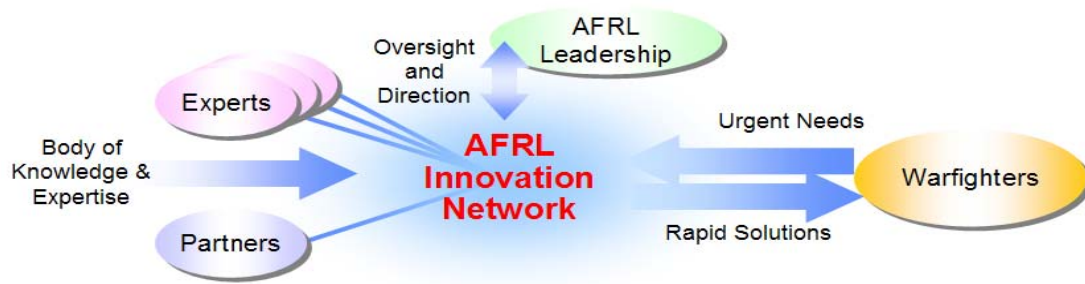 AFRL
Leadership
Oversight
and
Direction
Experts
Body of
Knowledge &
Expertise
Partners
AFRL
Innovation
Network
Urgent Needs
Warfighters
Rapid Solutions